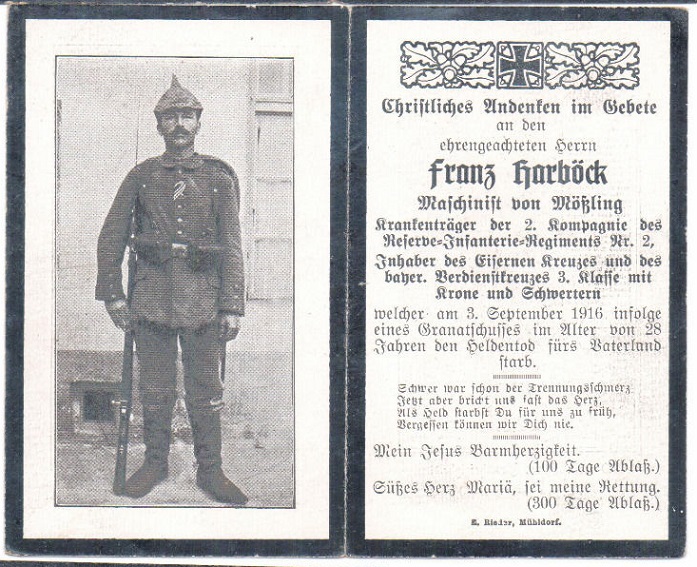 Christliches Andenken im Gebete
an den
ehrengeachteten Herrn
Franz Harböck
Maschinist von Mößling
Krankenträger der 2. Kompagnie des
Reserve-Infanterie-Regiments Nr. 2,
Inhaber des Eisernen Kreuzes und des
bayer. Verdienstkreuzes 3. Klasse mit
Krone und Schwertern
welcher am 3. September 1916 infolge
eines Granatschusses im Alter von 28
Jahren den Heldentod fürs Vaterland
starb.
Schwer war schon der Trennungsschmerz
Jetzt aber bricht uns fast das Herz,
Als Held starbst Du für uns zu früh,
Vergessen können wir Dich nie.
Mein Jesus Barmherzigkeit.
(100 Tage Ablaß.)
Süßes Herz Mariä, sei meine Rettung.
(300 Tage Ablaß.)
E. Rieder, Mühldorf.